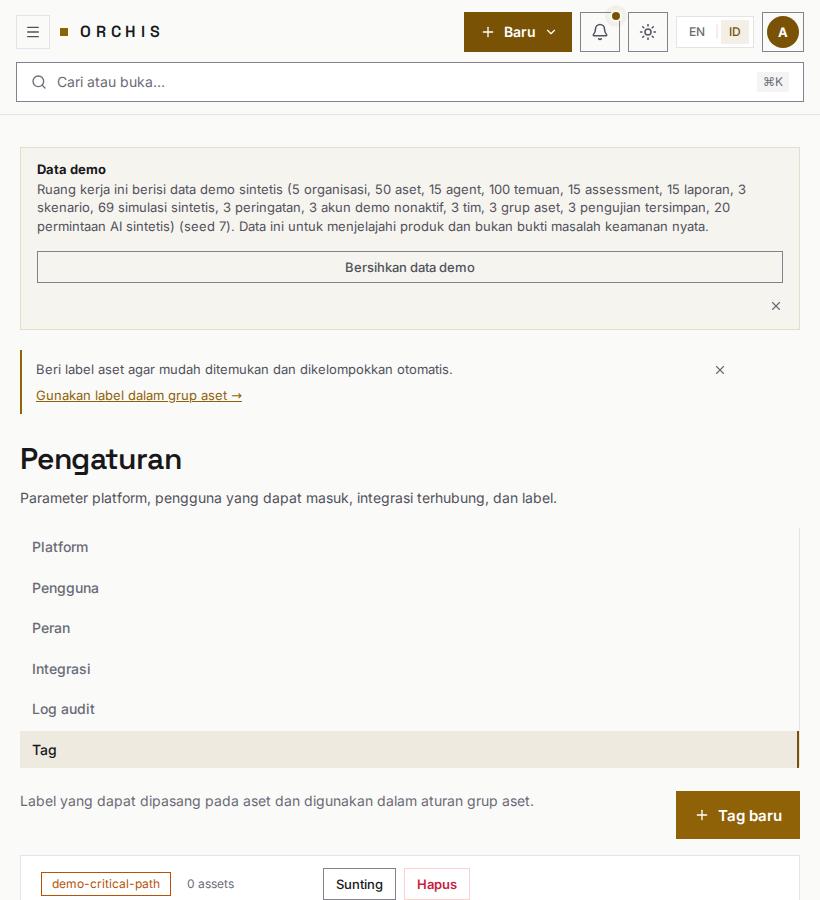 ORCHIS
Baru
EN
ID
A
Cari atau buka...
⌘K
Data demo
Ruang kerja ini berisi data demo sintetis (5 organisasi, 50 aset, 15 agent, 100 temuan, 15 assessment, 15 laporan, 3
skenario, 69 simulasi sintetis, 3 peringatan, 3 akun demo nonaktif, 3 tim, 3 grup aset, 3 pengujian tersimpan, 20
permintaan AI sintetis) (seed 7). Data ini untuk menjelajahi produk dan bukan bukti masalah keamanan nyata.
Bersihkan data demo
Beri label aset agar mudah ditemukan dan dikelompokkan otomatis.
Gunakan label dalam grup aset →
Pengaturan
Parameter platform, pengguna yang dapat masuk, integrasi terhubung, dan label.
Platform
Pengguna
Peran
Integrasi
Log audit
Tag
Label yang dapat dipasang pada aset dan digunakan dalam aturan grup aset.
Tag baru
demo-critical-path
0 assets
Sunting
Hapus